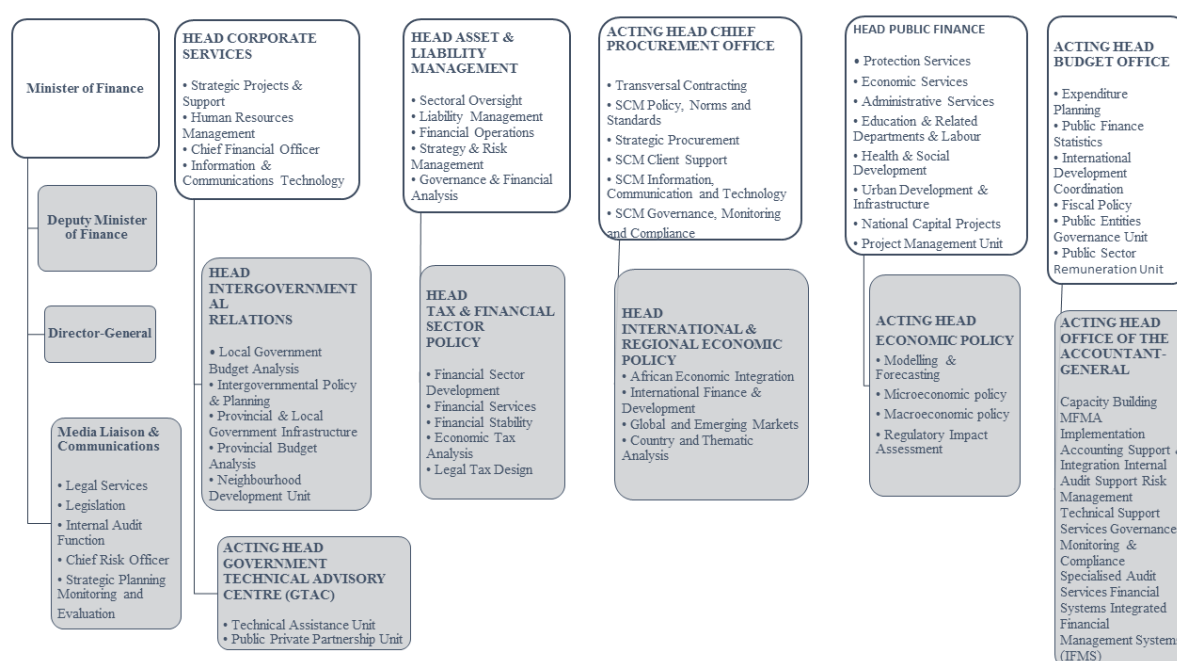 Minister of Finance
Deputy Minister
of Finance
Director-General
Media Liaison &
Communications
• Legal Services
• Legislation
• Internal Audit
Function
• Chief Risk Officer
• Strategic Planning
Monitoring and
Evaluation
HEAD CORPORATE
SERVICES
• Strategic Projects &
Support
• Human Resources
Management
• Chief Financial Officer
• Information &
Communications Technology
HEAD
INTERGOVERNMENT
AL
RELATIONS
• Local Government
Budget Analysis
• Intergovernmental Policy
& Planning
• Provincial & Local
Government Infrastructure
• Provincial Budget
Analysis
• Neighbourhood
Development Unit
ACTING HEAD
GOVERNMENT
TECHNICAL ADVISORY
CENTRE (GTAC)
• Technical Assistance Unit
• Public Private Partnership Unit
HEAD ASSET &
LIABILITY
MANAGEMENT
• Sectoral Oversight
• Liability Management
• Financial Operations
• Strategy & Risk
Management
• Governance & Financial
Analysis
HEAD
TAX & FINANCIAL
SECTOR
POLICY
• Financial Sector
Development
• Financial Services
• Financial Stability
• Economic Tax
Analysis
• Legal Tax Design
ACTING HEAD CHIEF
PROCUREMENT OFFICE
• Transversal Contracting
• SCM Policy, Norms and
Standards
• Strategic Procurement
• SCM Client Support
• SCM Information,
Communication and Technology
• SCM Governance, Monitoring
and Compliance
HEAD
INTERNATIONAL &
REGIONAL ECONOMIC
POLICY
• African Economic Integration
• International Finance &
Development
• Global and Emerging Markets
• Country and Thematic
Analysis
HEAD PUBLIC FINANCE
• Protection Services
• Economic Services
• Administrative Services
• Education & Related
Departments & Labour
• Health & Social
Development
• Urban Development &
Infrastructure
• National Capital Projects
• Project Management Unit
ACTING HEAD
ECONOMIC POLICY
• Modelling &
Forecasting
• Microeconomic policy
• Macroeconomic policy
• Regulatory Impact
Assessment
ACTING HEAD
BUDGET OFFICE
• Expenditure
Planning
• Public Finance
Statistics
• International
Development
Coordination
• Fiscal Policy
• Public Entities
Governance Unit
• Public Sector
Remuneration Unit
ACTING HEAD
OFFICE OF THE
ACCOUNTANT-
GENERAL
Capacity Building
MFMA
Implementation
Accounting Support &
Integration Internal
Audit Support Risk
Management
Technical Support
Services Governance
Monitoring &
Compliance
Specialised Audit
Services Financial
Systems Integrated
Financial
Management Systems
(IFMS)